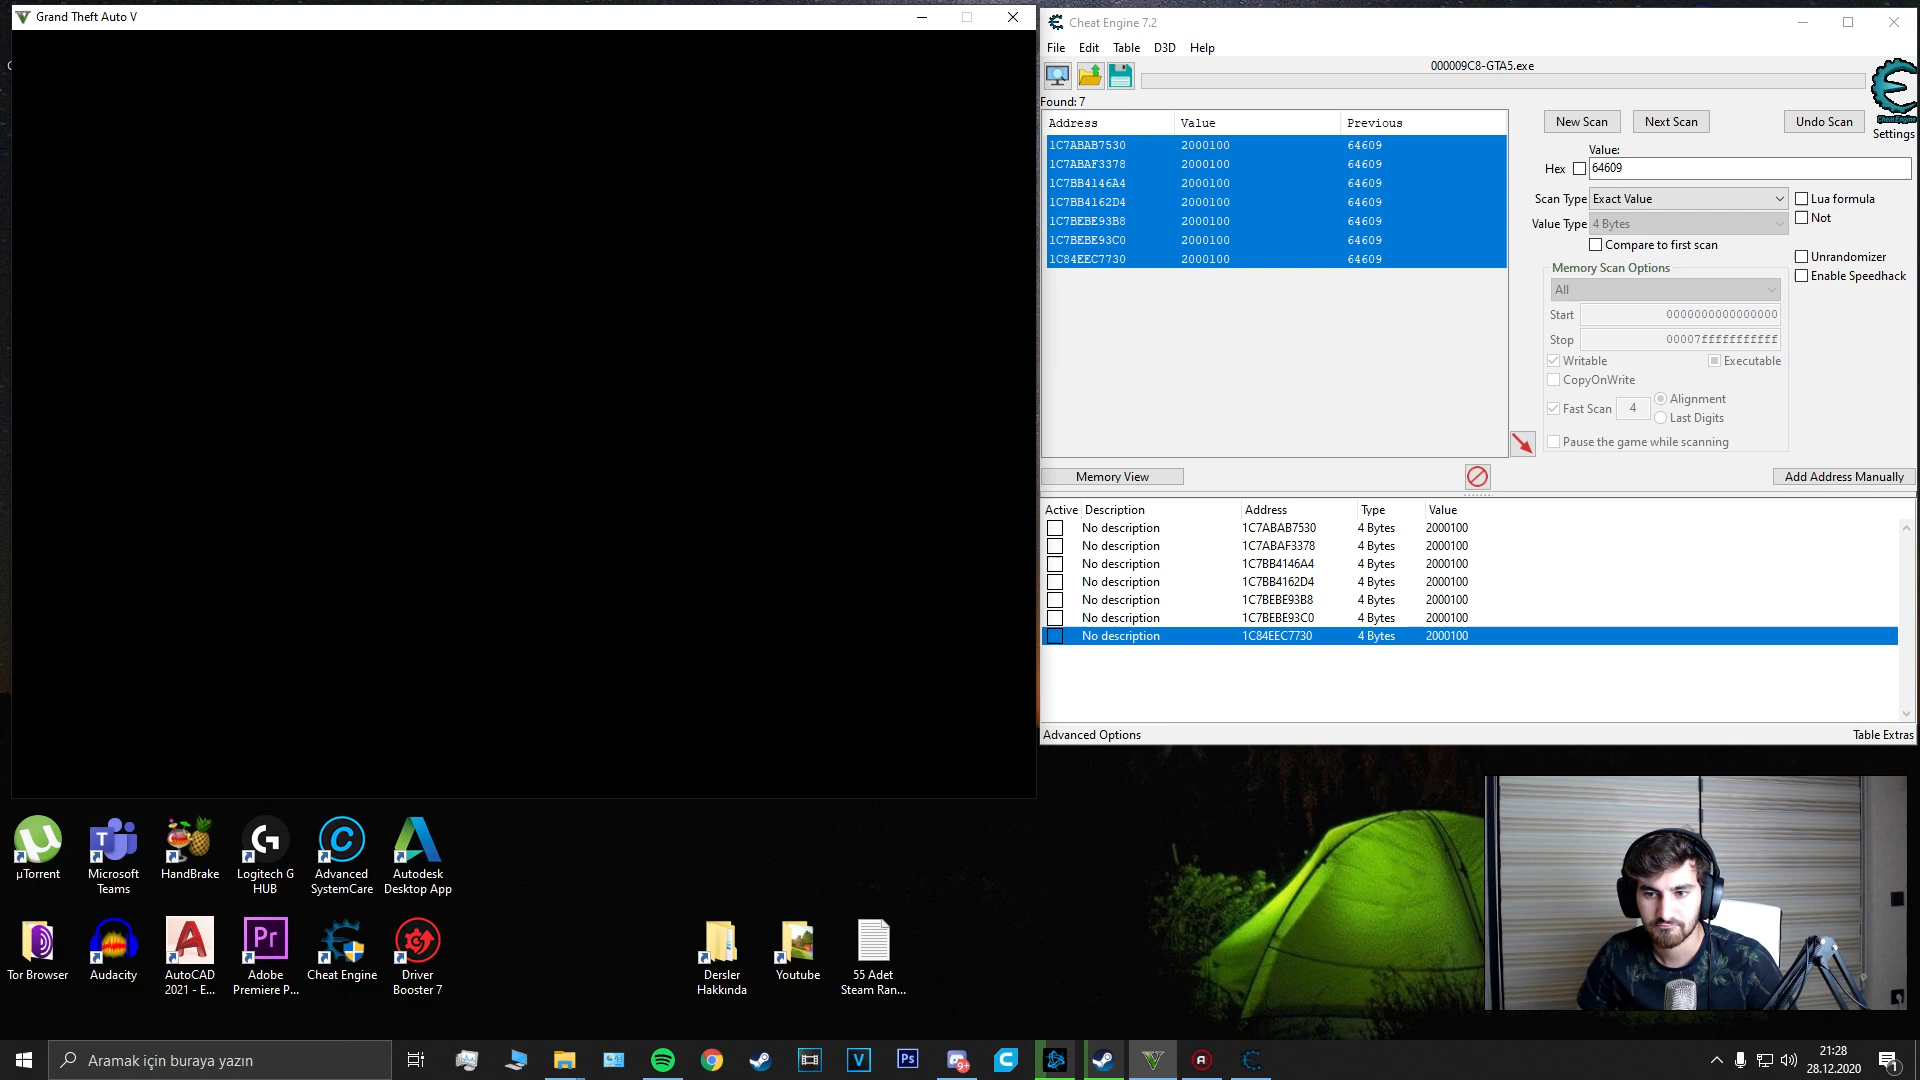 Grand Theft Auto V
Cheat Engine 7.2
File Edit Table D3D Help
000009C8-GTA5.exe
Found: 7
Address Value Previous
1C7ABAB7530 2000100 64609
1C7ABAF3378 2000100 64609
1C7BB4146A4 2000100 64609
1C7BB4162D4 2000100 64609
1C7BEBE93B8 2000100 64609
1C7BEBE93C0 2000100 64609
1C84EEC7730 2000100 64609
New Scan Next Scan Undo Scan
Cheat Engine
Settings
Value:
Hex 64609
Scan Type Exact Value Lua formula
Not
Value Type 4 Bytes
Compare to first scan
Unrandomizer
Enable Speedhack
Memory Scan Options
All
Start 0000000000000000
Stop 00007fffffffffff
Writable Executable
CopyOnWrite
Fast Scan 4 Alignment
Last Digits
Pause the game while scanning
Memory View Add Address Manually
Active Description Address Type Value
No description 1C7ABAB7530 4 Bytes 2000100
No description 1C7ABAF3378 4 Bytes 2000100
No description 1C7BB4146A4 4 Bytes 2000100
No description 1C7BB4162D4 4 Bytes 2000100
No description 1C7BEBE93B8 4 Bytes 2000100
No description 1C7BEBE93C0 4 Bytes 2000100
No description 1C84EEC7730 4 Bytes 2000100
Advanced Options Table Extras
µTorrent
Microsoft
Teams
HandBrake
Logitech G
HUB
Advanced
SystemCare
Autodesk
Desktop App
Tor Browser
Audacity
AutoCAD
2021 - E...
Pr
Adobe
Premiere P...
Cheat Engine
Driver
Booster 7
Dersler
Hakkında
Youtube
55 Adet
Steam Ran...
Aramak için buraya yazın
Ps
9+
21:28
28.12.2020
1